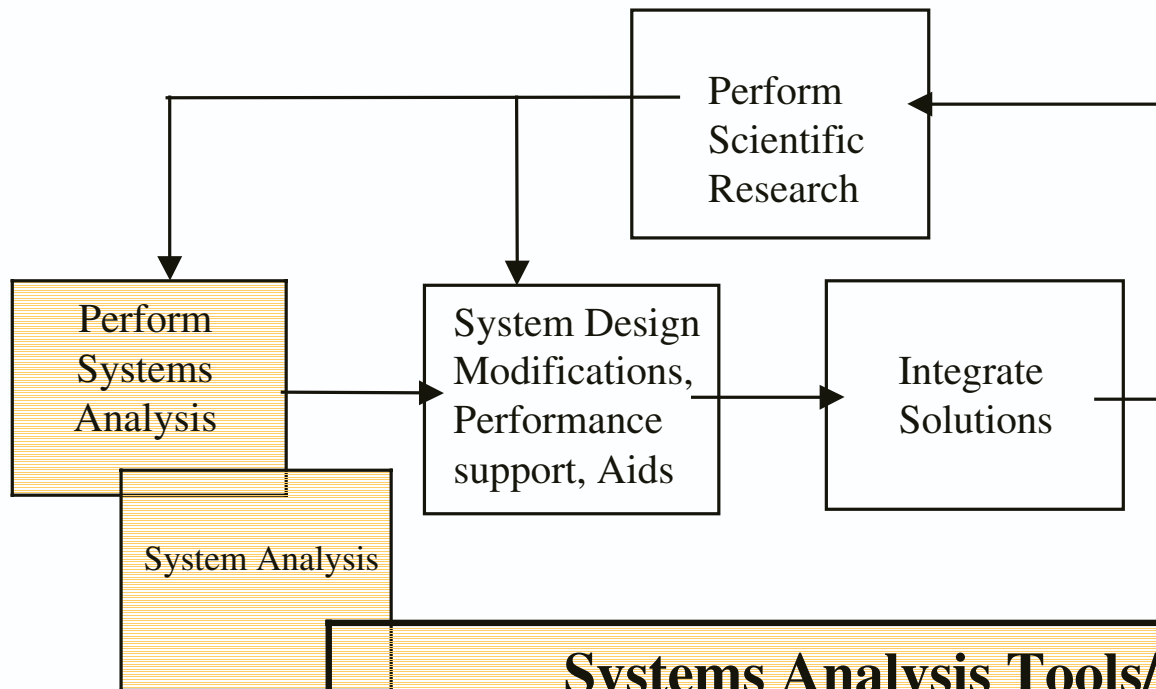 Perform
Scientific
Research
Perform
Systems
Analysis
System Design
Modifications,
Performance
support, Aids
Integrate
Solutions
System Analysis
Systems Analysis Tools/